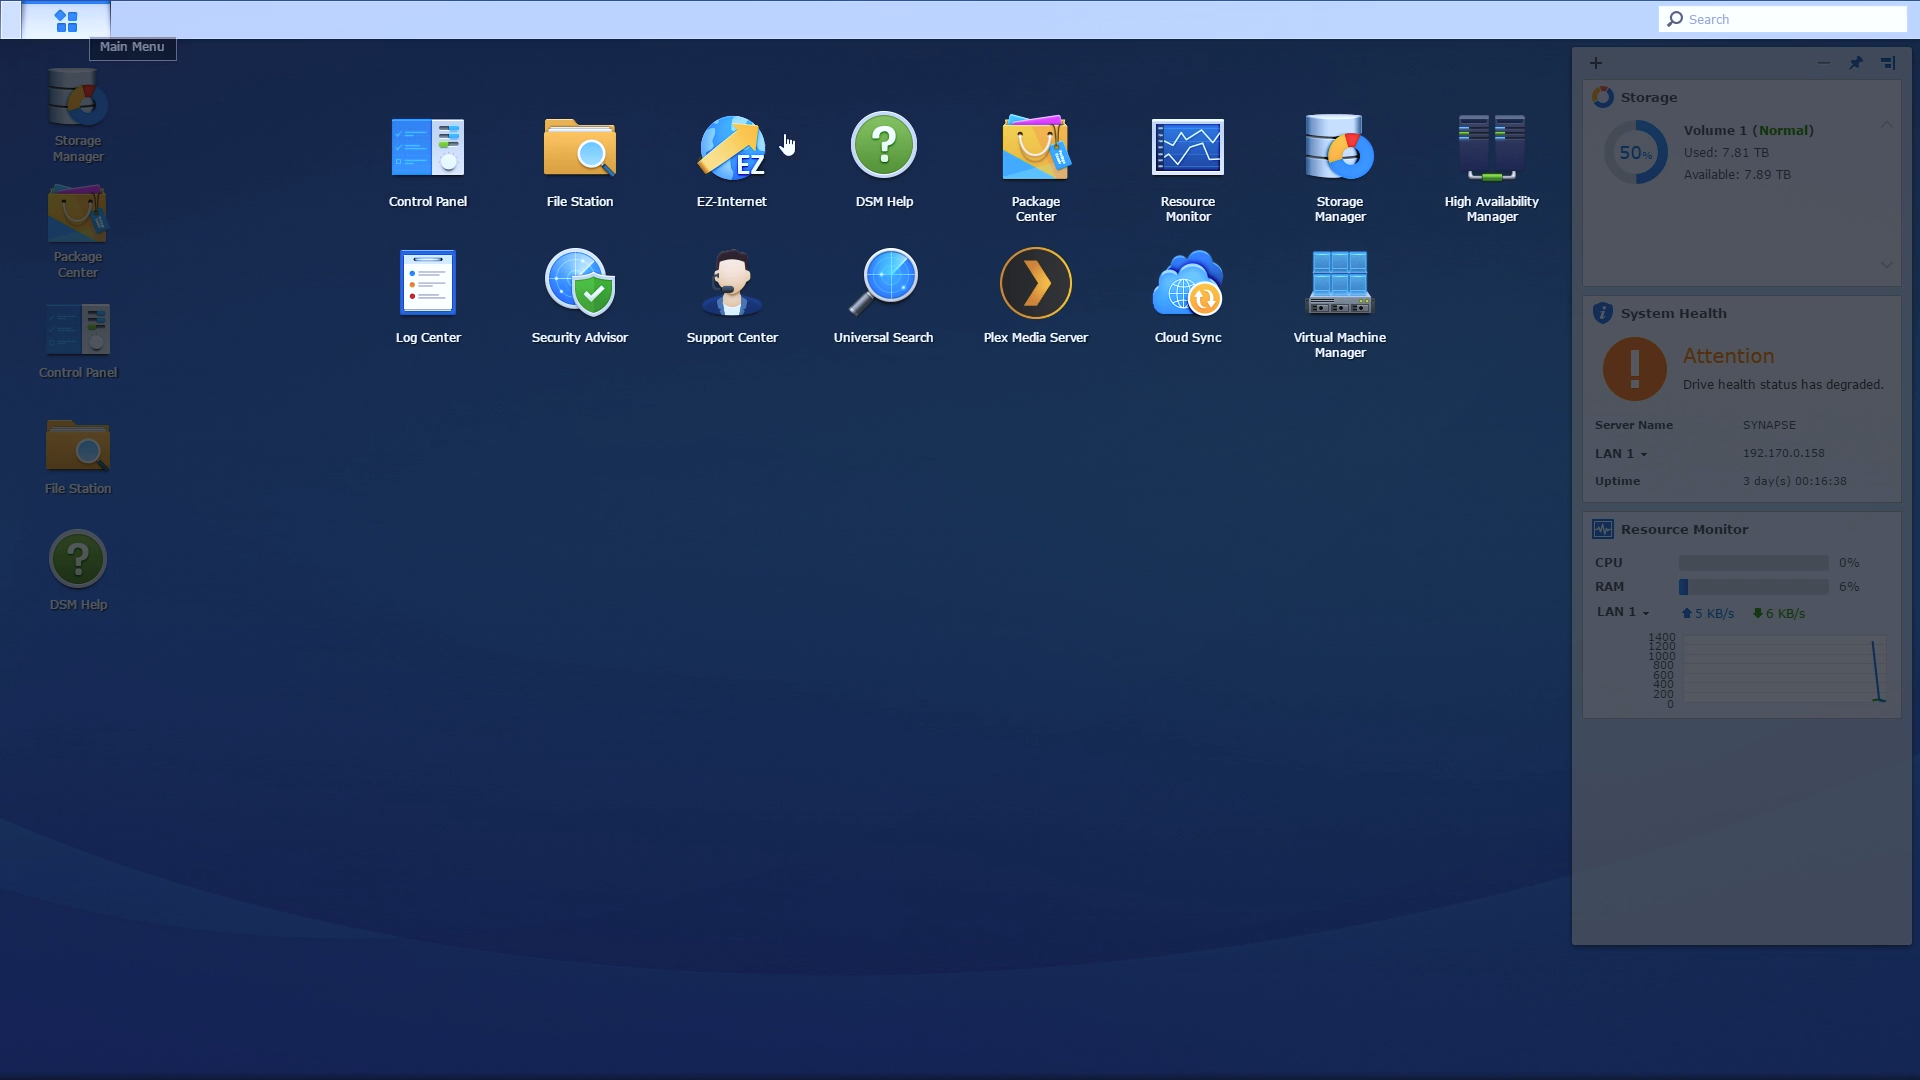 Search
Main Menu
Storage
Manager
Package
Center
Control Panel
File Station
DSM Help
Control Panel
File Station
EZ
EZ-Internet
DSM Help
Package
Center
Resource
Monitor
Storage
Manager
High Availability
Manager
Log Center
Security Advisor
Support Center
Universal Search
Plex Media Server
Cloud Sync
Virtual Machine
Manager
Storage
50%
Volume 1 (Normal)
Used: 7.81 TB
Available: 7.89 TB
System Health
Attention
Drive health status has degraded.
Server Name SYNAPSE
LAN 1 192.170.0.158
Uptime 3 day(s) 00:16:38
Resource Monitor
CPU 0%
RAM 6%
LAN 1 5 KB/s 6 KB/s
1400
1200
1000
800
600
400
200
0